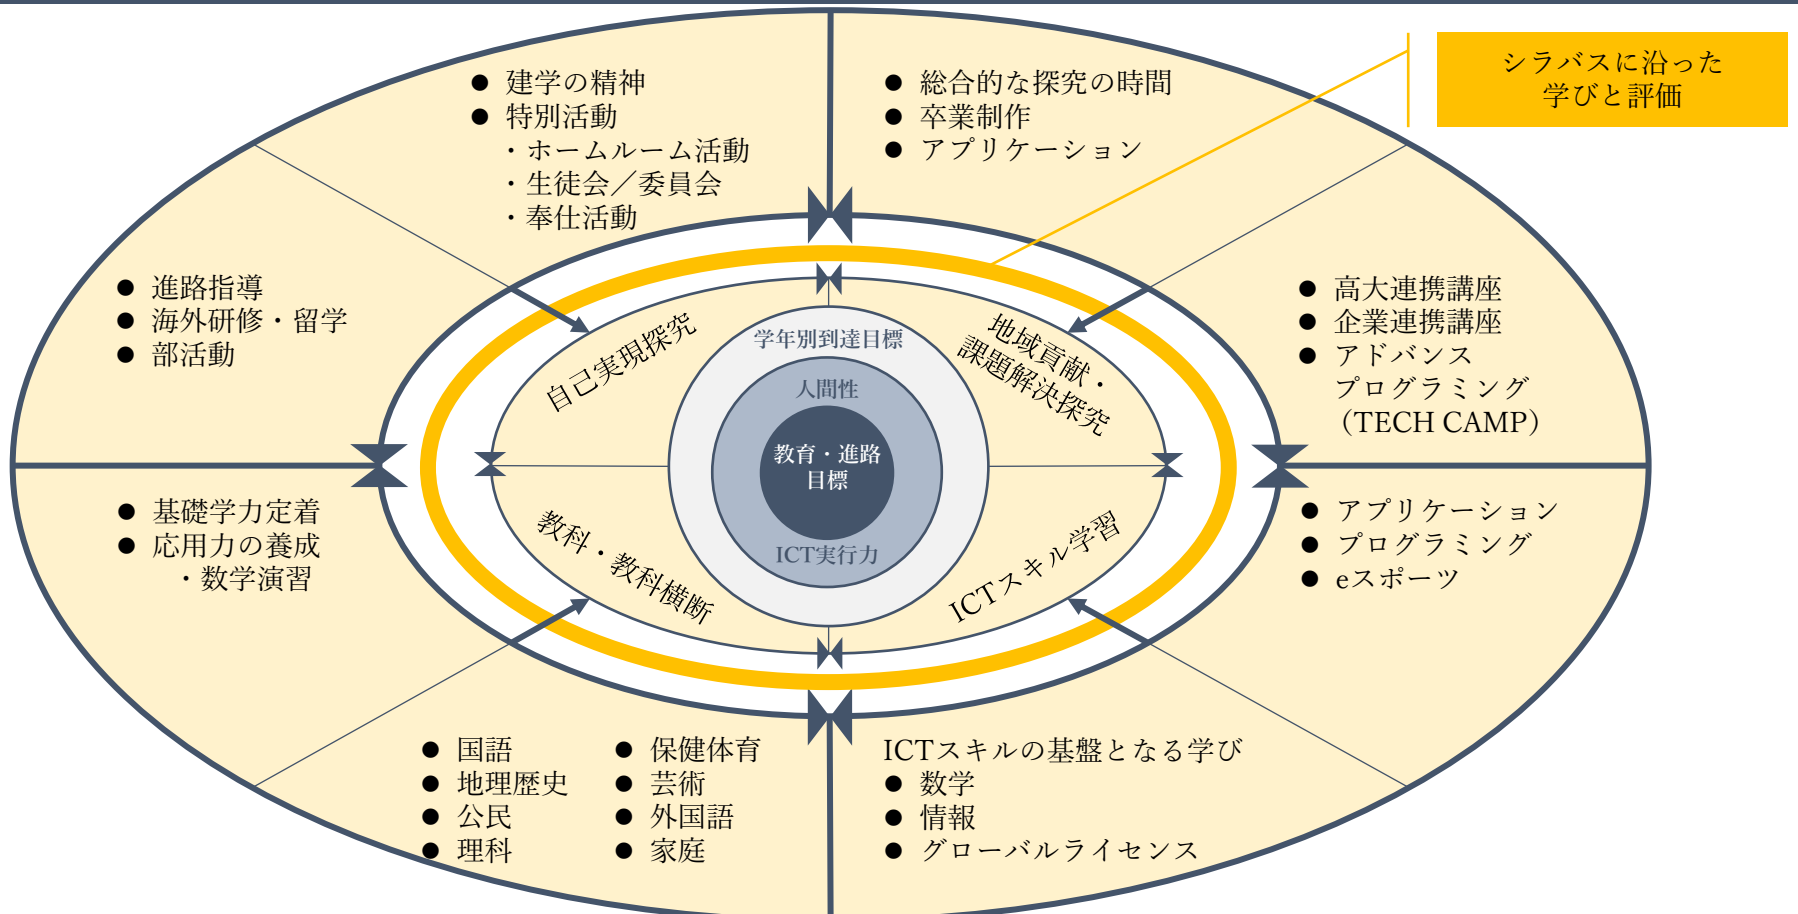 シラバスに沿った
学びと評価
● 建学の精神
● 特別活動
・ホームルーム活動
・生徒会／委員会
・奉仕活動
● 総合的な探究の時間
● 卒業制作
● アプリケーション
● 進路指導
● 海外研修・留学
● 部活動
● 高大連携講座
● 企業連携講座
● アドバンス
プログラミング
（TECH CAMP）
自己実現探究
地域貢献・
課題解決探究
学年別到達目標
人間性
教育・進路
目標
ICT実行力
教科・教科横断
ICTスキル学習
● 基礎学力定着
● 応用力の養成
・数学演習
● アプリケーション
● プログラミング
● eスポーツ
● 国語
● 地理歴史
● 公民
● 理科
● 保健体育
● 芸術
● 外国語
● 家庭
ICTスキルの基盤となる学び
● 数学
● 情報
● グローバルライセンス